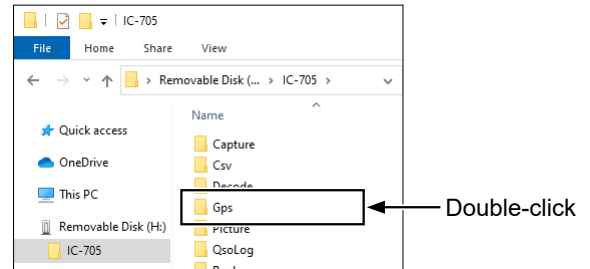 IC-705
File Home Share View
Removable Disk (... > IC-705 >
Name
Quick access
Capture
Csv
OneDrive
Decode
This PC
Gps
Double-click
Removable Disk (H:)
Picture
IC-705
QsoLog